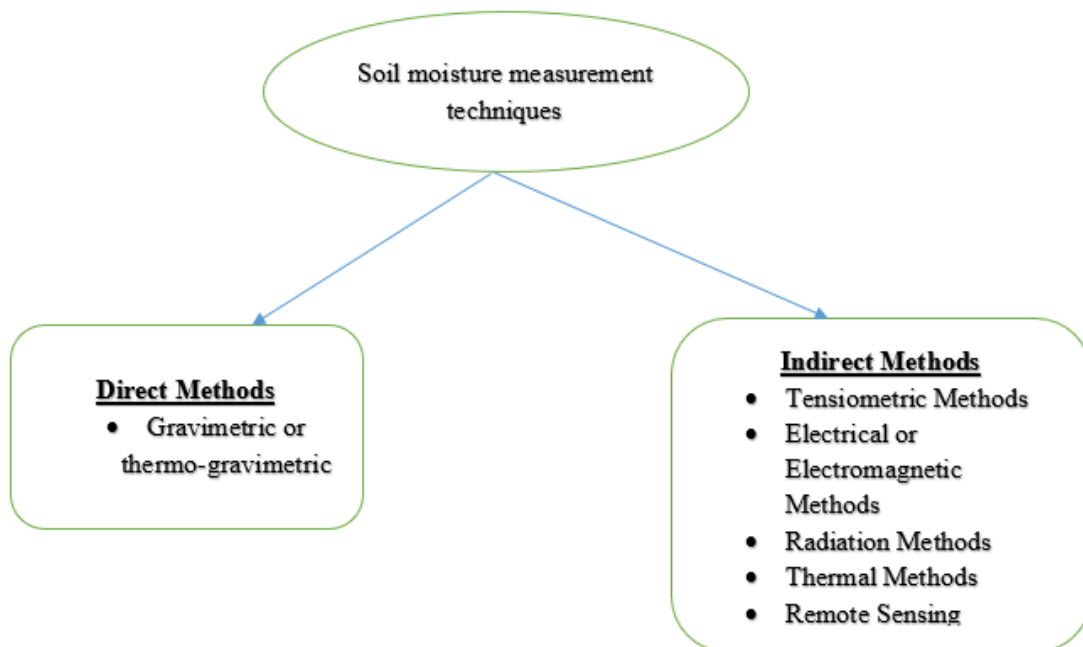 Soil moisture measurement
techniques
Direct Methods
• Gravimetric or
thermo-gravimetric
Indirect Methods
• Tensiometric Methods
• Electrical or
Electromagnetic
Methods
• Radiation Methods
• Thermal Methods
• Remote Sensing